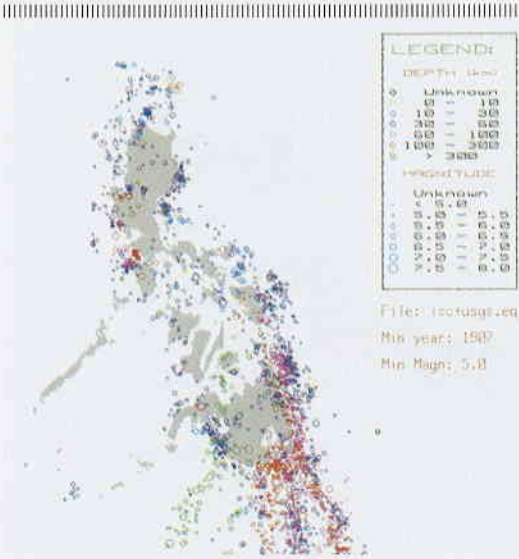 LEGEND:
DEPTH (km)
Unknown
0 - 10
10 - 30
30 - 60
60 - 100
100 - 300
> 300
MAGNITUDE
Unknown
< 5.0
5.0 - 5.5
5.5 - 6.0
6.0 - 6.5
6.5 - 7.0
7.0 - 7.5
7.5 - 8.0
File:
Min year: 1907
Min Magn: 5.0